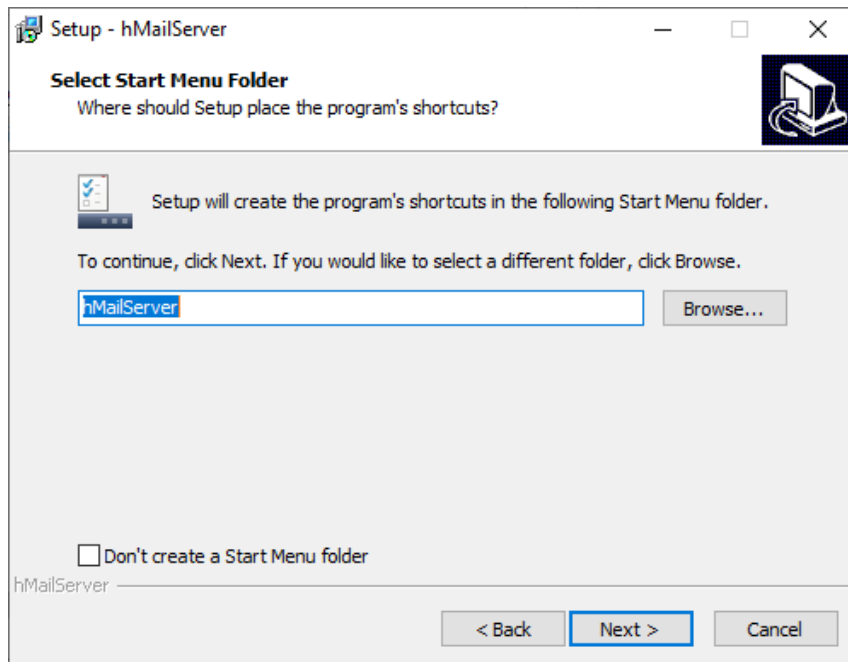 Setup - hMailServer
Select Start Menu Folder
Where should Setup place the program's shortcuts?
Setup will create the program's shortcuts in the following Start Menu folder.
To continue, click Next. If you would like to select a different folder, click Browse.
hMailServer
Browse...
Don't create a Start Menu folder
hMailServer
< Back
Next >
Cancel